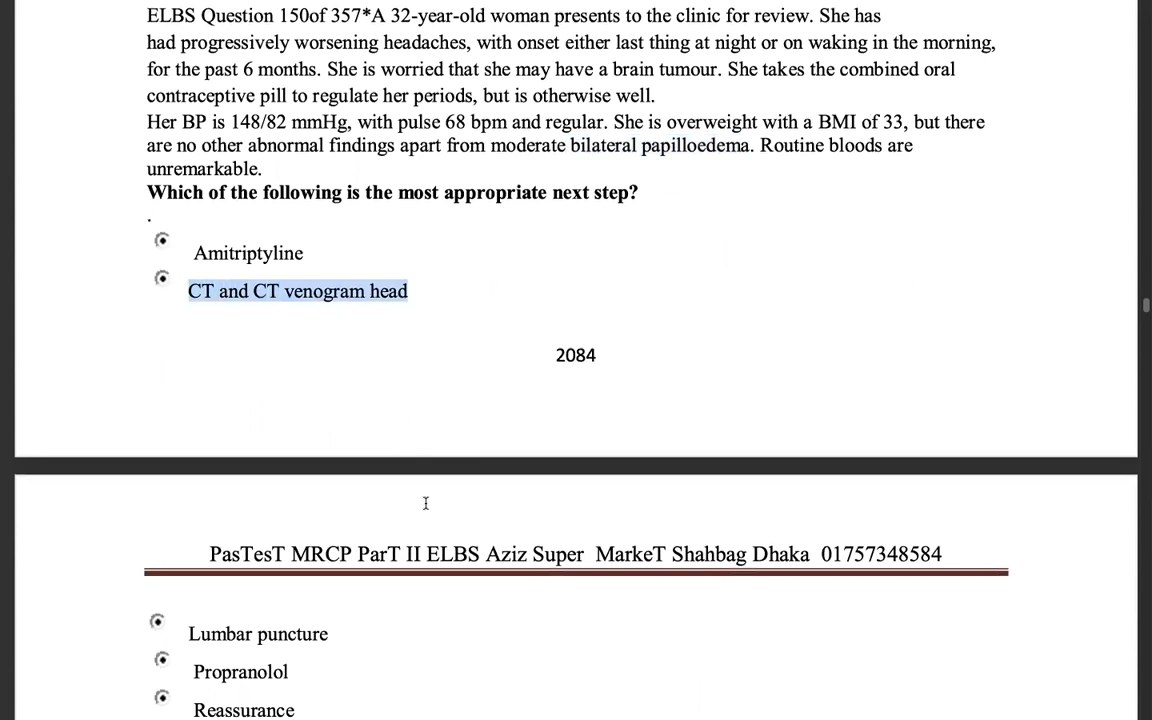 ELBS Question 150of 357*A 32-year-old woman presents to the clinic for review. She has
had progressively worsening headaches, with onset either last thing at night or on waking in the morning,
for the past 6 months. She is worried that she may have a brain tumour. She takes the combined oral
contraceptive pill to regulate her periods, but is otherwise well.
Her BP is 148/82 mmHg, with pulse 68 bpm and regular. She is overweight with a BMI of 33, but there
are no other abnormal findings apart from moderate bilateral papilloedema. Routine bloods are
unremarkable.
Which of the following is the most appropriate next step?
.
Amitriptyline
CT and CT venogram head
2084
PasTesT MRCP ParT II ELBS Aziz Super MarkeT Shahbag Dhaka 01757348584
Lumbar puncture
Propranolol
Reassurance